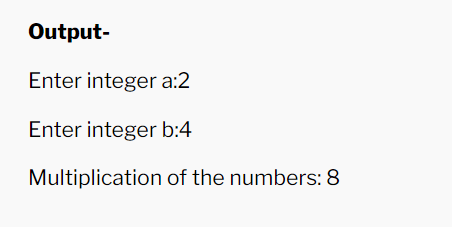 Output-
Enter integer a:2
Enter integer b:4
Multiplication of the numbers: 8